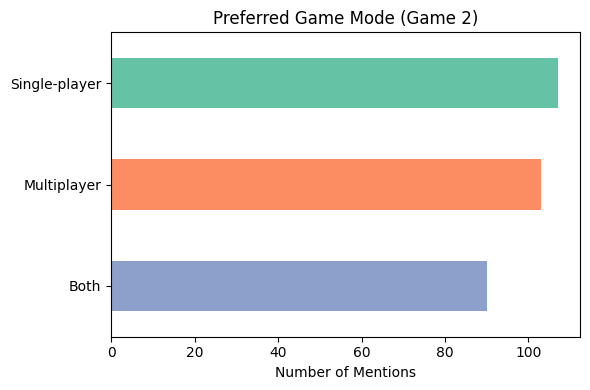 Preferred Game Mode (Game 2)
Single-player
Multiplayer
Both
0 20 40 60 80 100
Number of Mentions